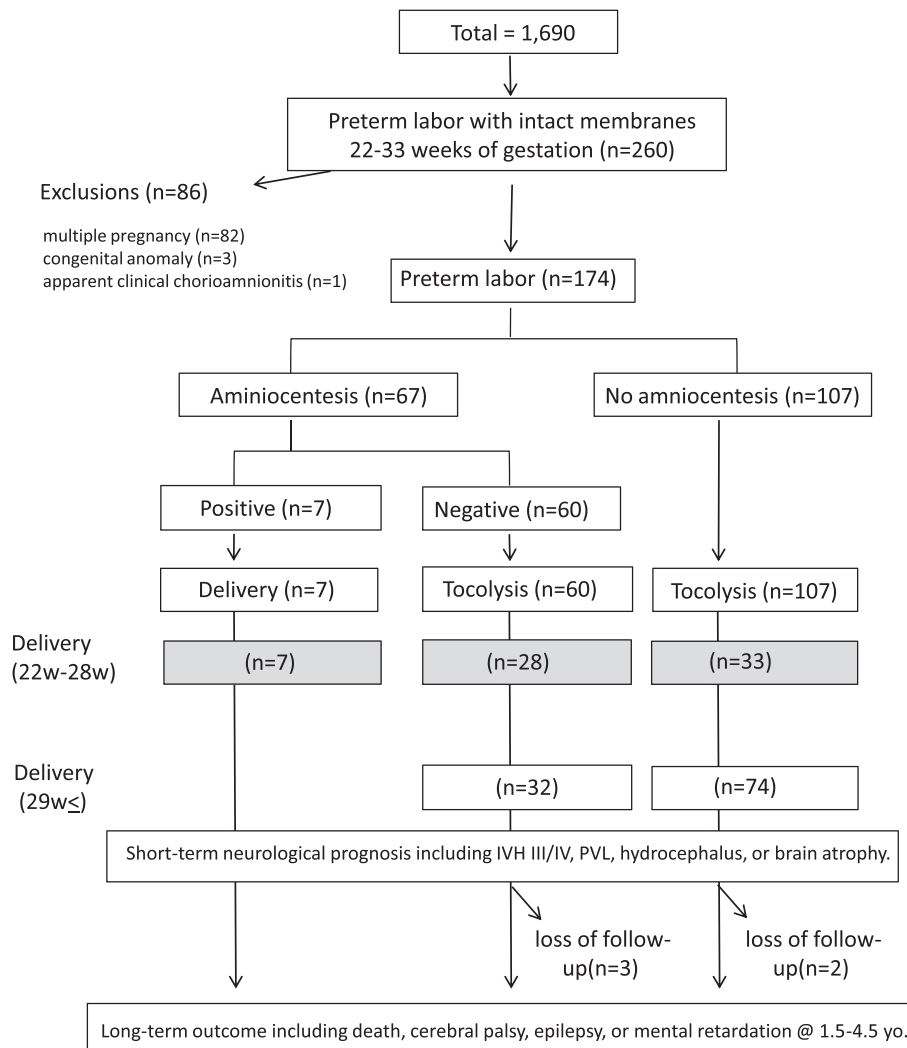 Total = 1,690
Preterm labor with intact membranes
22-33 weeks of gestation (n=260)
Exclusions (n=86)
multiple pregnancy (n=82)
congenital anomaly (n=3)
apparent clinical chorioamnionitis (n=1)
Preterm labor (n=174)
Aminiocentesis (n=67)
No amniocentesis (n=107)
Positive (n=7)
Negative (n=60)
Delivery (n=7)
Tocolysis (n=60)
Tocolysis (n=107)
Delivery
(22w-28w)
(n=7)
(n=28)
(n=33)
Delivery
(29w≤)
(n=32)
(n=74)
Short-term neurological prognosis including IVH III/IV, PVL, hydrocephalus, or brain atrophy.
loss of follow-
up(n=3)
loss of follow-
up(n=2)
Long-term outcome including death, cerebral palsy, epilepsy, or mental retardation @ 1.5-4.5 yo.